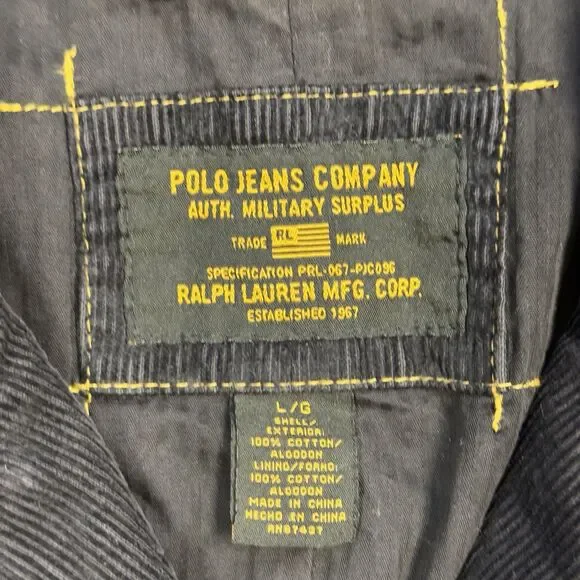 POLO JEANS COMPANY
AUTH. MILITARY SURPLUS
TRADE RL MARK
SPECIFICATION PRL-067-PJC096
RALPH LAUREN MFG. CORP.
ESTABLISHED 1967
L/G
SHELL/
EXTERIOR:
100% COTTON/
ALGODON
LINING/FORRO:
100% COTTON/
ALGODON
MADE IN CHINA
HECHO EN CHINA
RN87437